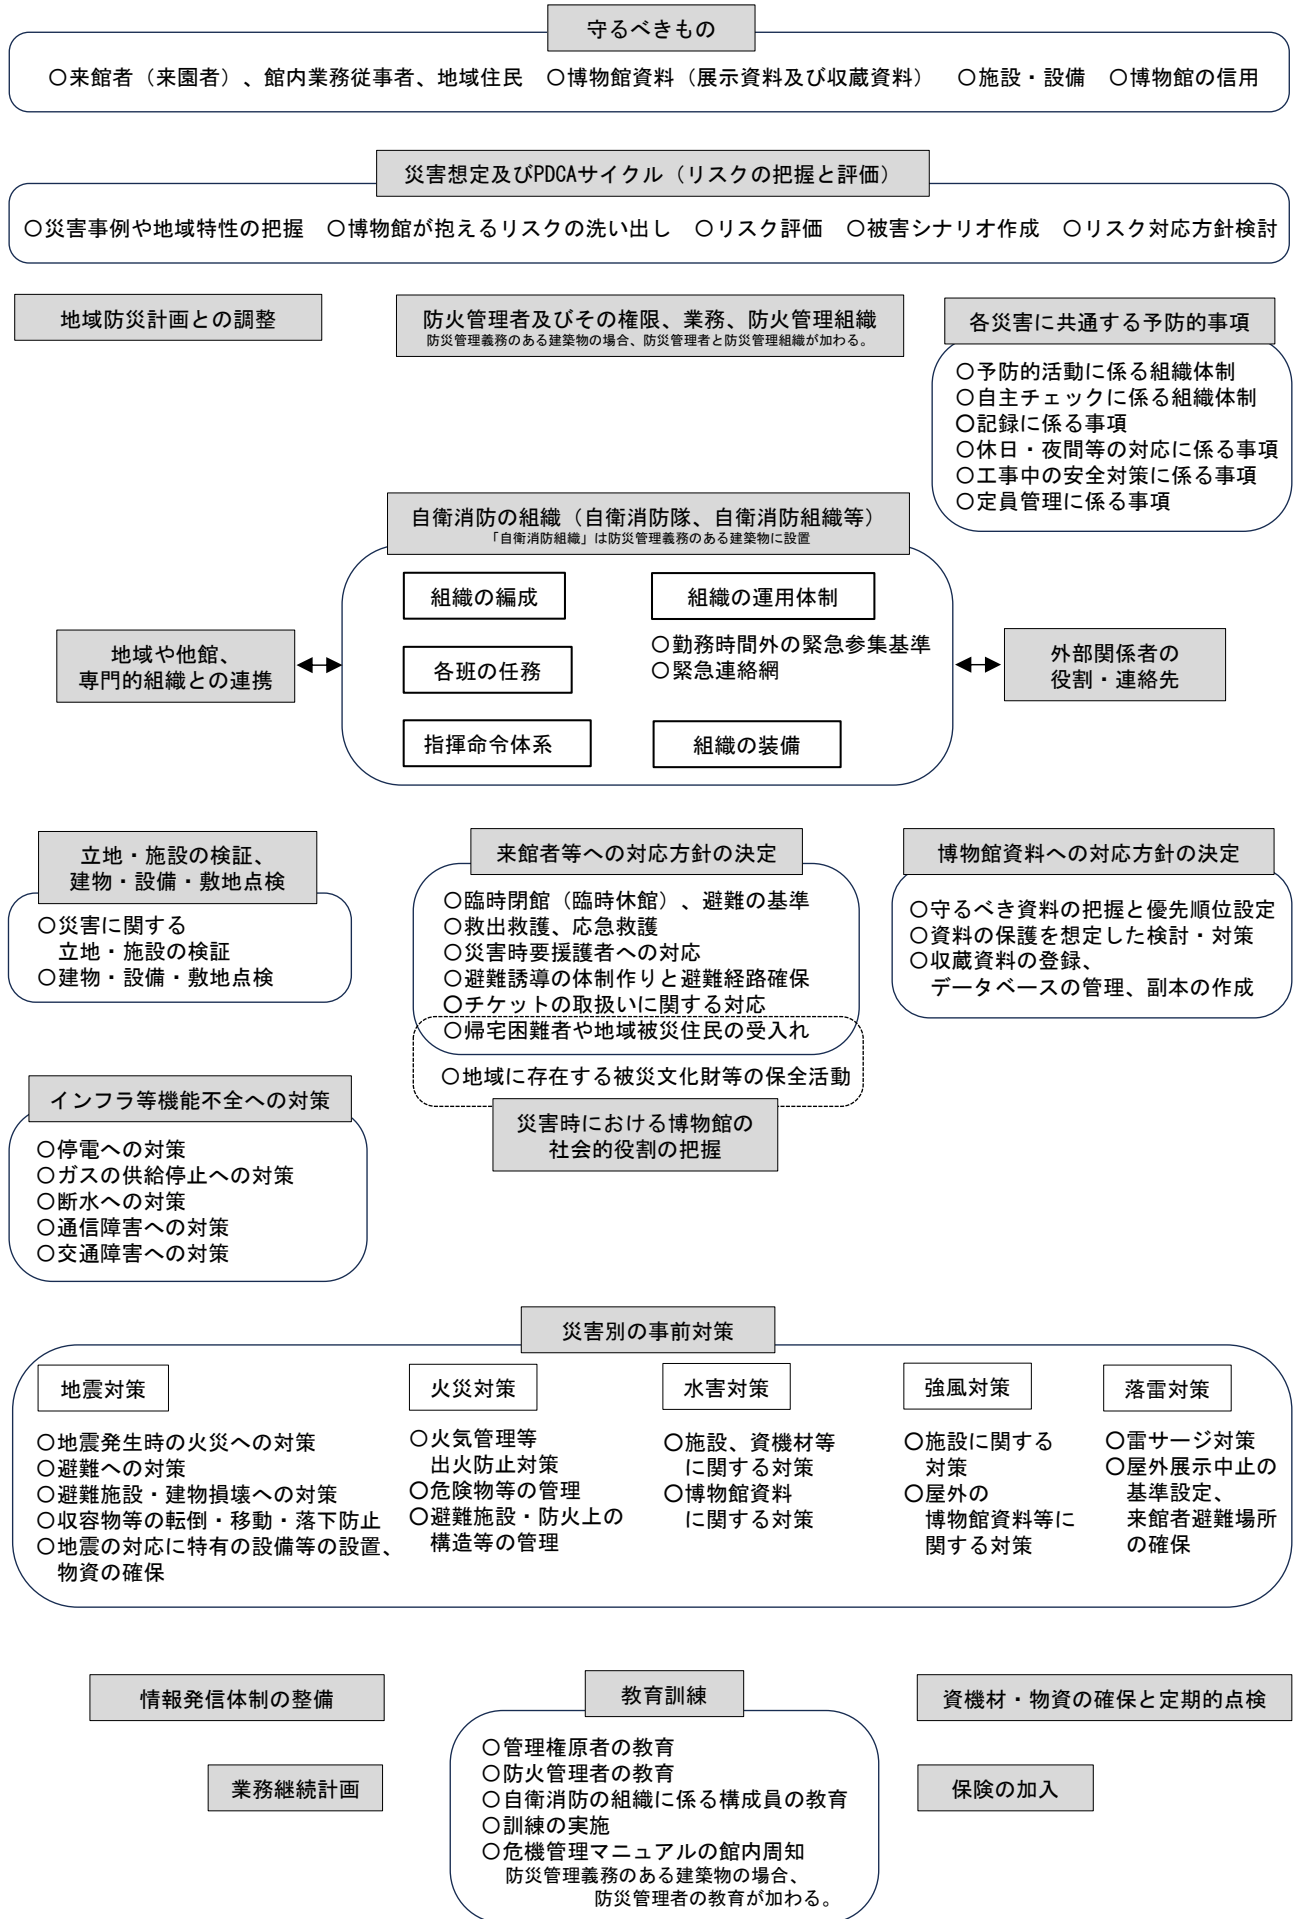 守るべきもの
○来館者（来園者）、館内業務従事者、地域住民　○博物館資料（展示資料及び収蔵資料）　○施設・設備　○博物館の信用
災害想定及びPDCAサイクル（リスクの把握と評価）
○災害事例や地域特性の把握　○博物館が抱えるリスクの洗い出し　○リスク評価　○被害シナリオ作成　○リスク対応方針検討
地域防災計画との調整
防火管理者及びその権限、業務、防火管理組織
防災管理義務のある建築物の場合、防災管理者と防災管理組織が加わる。
各災害に共通する予防的事項
○予防的活動に係る組織体制
○自主チェックに係る組織体制
○記録に係る事項
○休日・夜間等の対応に係る事項
○工事中の安全対策に係る事項
○定員管理に係る事項
自衛消防の組織（自衛消防隊、自衛消防組織等）
「自衛消防組織」は防災管理義務のある建築物に設置
組織の編成
各班の任務
指揮命令体系
組織の運用体制
○勤務時間外の緊急参集基準
○緊急連絡網
組織の装備
地域や他館、
専門的組織との連携
外部関係者の
役割・連絡先
立地・施設の検証、
建物・設備・敷地点検
○災害に関する
立地・施設の検証
○建物・設備・敷地点検
来館者等への対応方針の決定
○臨時閉館（臨時休館）、避難の基準
○救出救護、応急救護
○災害時要援護者への対応
○避難誘導の体制作りと避難経路確保
○チケットの取扱いに関する対応
○帰宅困難者や地域被災住民の受入れ
○地域に存在する被災文化財等の保全活動
災害時における博物館の
社会的役割の把握
博物館資料への対応方針の決定
○守るべき資料の把握と優先順位設定
○資料の保護を想定した検討・対策
○収蔵資料の登録、
データベースの管理、副本の作成
インフラ等機能不全への対策
○停電への対策
○ガスの供給停止への対策
○断水への対策
○通信障害への対策
○交通障害への対策
災害別の事前対策
地震対策
○地震発生時の火災への対策
○避難への対策
○避難施設・建物損壊への対策
○収容物等の転倒・移動・落下防止
○地震の対応に特有の設備等の設置、
物資の確保
火災対策
○火気管理等
出火防止対策
○危険物等の管理
○避難施設・防火上の
構造等の管理
水害対策
○施設、資機材等
に関する対策
○博物館資料
に関する対策
強風対策
○施設に関する
対策
○屋外の
博物館資料等に
関する対策
落雷対策
○雷サージ対策
○屋外展示中止の
基準設定、
来館者避難場所
の確保
情報発信体制の整備
業務継続計画
教育訓練
○管理権原者の教育
○防火管理者の教育
○自衛消防の組織に係る構成員の教育
○訓練の実施
○危機管理マニュアルの館内周知
防災管理義務のある建築物の場合、
防災管理者の教育が加わる。
資機材・物資の確保と定期的点検
保険の加入